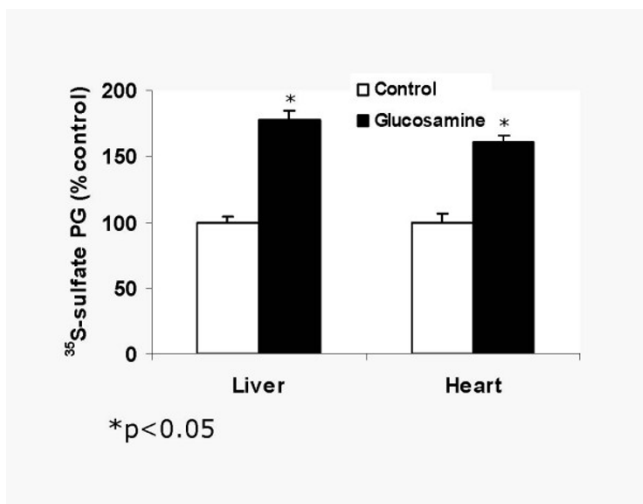 ³⁵S-sulfate PG (% control)
200
150
100
50
0
Control
Glucosamine
*
*
Liver
Heart
*p<0.05